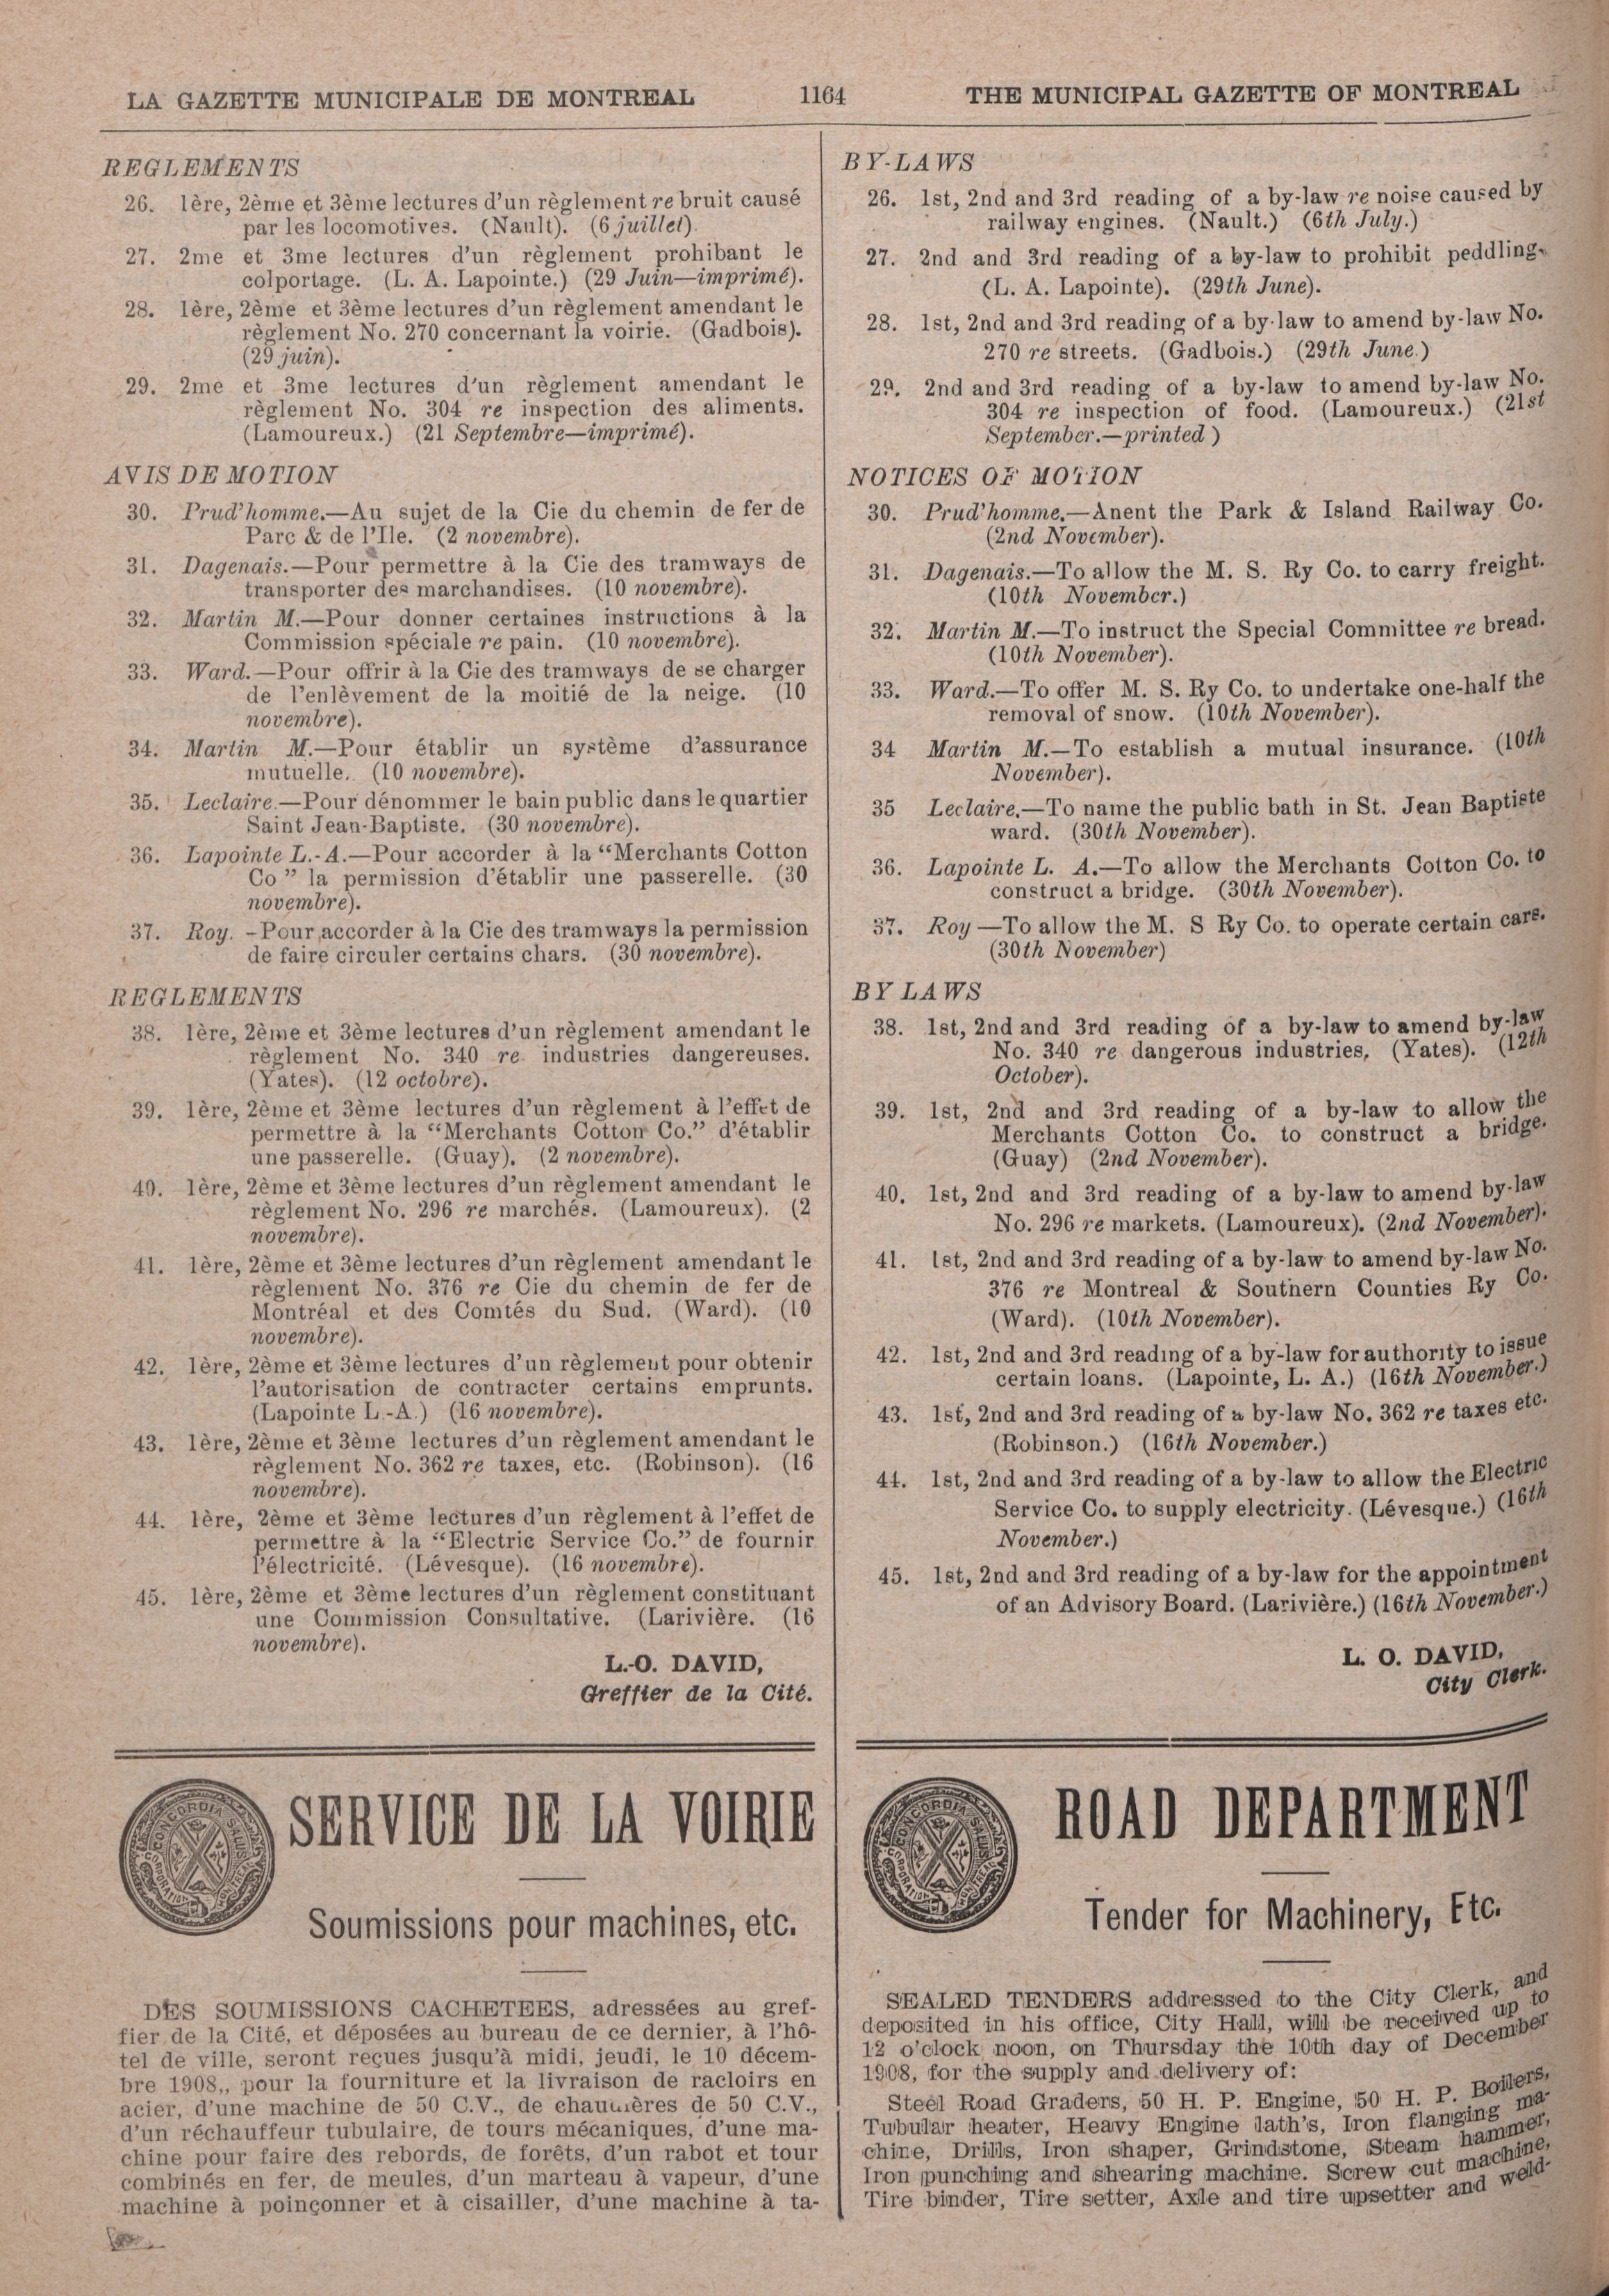 LA GAZETTE MUNICIPALE DE MONTREAL 1164 THE MUNICIPAL GAZETTE OF MONTREAL
REGLEMENTS
26. 1ère, 2ème et 3ème lectures d'un règlement re bruit causé
par les locomotives. (Nault). (6 juillet).
27. 2me et 3me lectures d'un règlement prohibant le
colportage. (L. A. Lapointe.) (29 Juin—imprimé).
28. 1ère, 2ème et 3ème lectures d'un règlement amendant le
règlement No. 270 concernant la voirie. (Gadbois).
(29 juin).
29. 2me et 3me lectures d'un règlement amendant le
règlement No. 304 re inspection des aliments.
(Lamoureux.) (21 Septembre—imprimé).
AVIS DE MOTION
30. Prud'homme.—Au sujet de la Cie du chemin de fer de
Parc & de l'Ile. (2 novembre).
31. Dagenais.—Pour permettre à la Cie des tramways de
transporter des marchandises. (10 novembre).
32. Martin M.—Pour donner certaines instructions à la
Commission spéciale re pain. (10 novembre).
33. Ward.—Pour offrir à la Cie des tramways de se charger
de l'enlèvement de la moitié de la neige. (10
novembre).
34. Martin M.—Pour établir un système d'assurance
mutuelle. (10 novembre).
35. Leclaire.—Pour dénommer le bain public dans le quartier
Saint Jean-Baptiste. (30 novembre).
36. Lapointe L.-A.—Pour accorder à la "Merchants Cotton
Co" la permission d'établir une passerelle. (30
novembre).
37. Roy. -Pour accorder à la Cie des tramways la permission
de faire circuler certains chars. (30 novembre).
REGLEMENTS
38. 1ère, 2ème et 3ème lectures d'un règlement amendant le
règlement No. 340 re industries dangereuses.
(Yates). (12 octobre).
39. 1ère, 2ème et 3ème lectures d'un règlement à l'effet de
permettre à la "Merchants Cotton Co." d'établir
une passerelle. (Guay). (2 novembre).
40. 1ère, 2ème et 3ème lectures d'un règlement amendant le
règlement No. 296 re marchés. (Lamoureux). (2
novembre).
41. 1ère, 2ème et 3ème lectures d'un règlement amendant le
règlement No. 376 re Cie du chemin de fer de
Montréal et des Comtés du Sud. (Ward). (10
novembre).
42. 1ère, 2ème et 3ème lectures d'un règlement pour obtenir
l'autorisation de contracter certains emprunts.
(Lapointe L.-A.) (16 novembre).
43. 1ère, 2ème et 3ème lectures d'un règlement amendant le
règlement No. 362 re taxes, etc. (Robinson). (16
novembre).
44. 1ère, 2ème et 3ème lectures d'un règlement à l'effet de
permettre à la "Electric Service Co." de fournir
l'électricité. (Lévesque). (16 novembre).
45. 1ère, 2ème et 3ème lectures d'un règlement constituant
une Commission Consultative. (Larivière. (16
novembre).
L.-O. DAVID,
Greffier de la Cité.
SERVICE DE LA VOIRIE
Soumissions pour machines, etc.
DES SOUMISSIONS CACHETEES, adressées au gref-
fier de la Cité, et déposées au bureau de ce dernier, à l'hô-
tel de ville, seront reçues jusqu'à midi, jeudi, le 10 décem-
bre 1908,, pour la fourniture et la livraison de racloirs en
acier, d'une machine de 50 C.V., de chaudières de 50 C.V.,
d'un réchauffeur tubulaire, de tours mécaniques, d'une ma-
chine pour faire des rebords, de forêts, d'un rabot et tour
combinés en fer, de meules, d'un marteau à vapeur, d'une
machine à poinçonner et à cisailler, d'une machine à ta-
BY-LAWS
26. 1st, 2nd and 3rd reading of a by-law re noise caused by
railway engines. (Nault.) (6th July.)
27. 2nd and 3rd reading of a by-law to prohibit peddling.
(L. A. Lapointe). (29th June).
28. 1st, 2nd and 3rd reading of a by-law to amend by-law No.
270 re streets. (Gadbois.) (29th June.)
29. 2nd and 3rd reading of a by-law to amend by-law No.
304 re inspection of food. (Lamoureux.) (21st
September.—printed )
NOTICES OF MOTION
30. Prud'homme.—Anent the Park & Island Railway Co.
(2nd November).
31. Dagenais.—To allow the M. S. Ry Co. to carry freight.
(10th November.)
32. Martin M.—To instruct the Special Committee re bread.
(10th November).
33. Ward.—To offer M. S. Ry Co. to undertake one-half the
removal of snow. (10th November).
34 Martin M.—To establish a mutual insurance. (10th
November).
35 Leclaire.—To name the public bath in St. Jean Baptiste
ward. (30th November).
36. Lapointe L. A.—To allow the Merchants Cotton Co. to
construct a bridge. (30th November).
37. Roy —To allow the M. S Ry Co. to operate certain cars.
(30th November)
BY LAWS
38. 1st, 2nd and 3rd reading of a by-law to amend by-law
No. 340 re dangerous industries, (Yates). (12th
October).
39. 1st, 2nd and 3rd reading of a by-law to allow the
Merchants Cotton Co. to construct a bridge.
(Guay) (2nd November).
40. 1st, 2nd and 3rd reading of a by-law to amend by-law
No. 296 re markets. (Lamoureux). (2nd November).
41. 1st, 2nd and 3rd reading of a by-law to amend by-law No.
376 re Montreal & Southern Counties Ry Co.
(Ward). (10th November).
42. 1st, 2nd and 3rd reading of a by-law for authority to issue
certain loans. (Lapointe, L. A.) (16th November.)
43. 1st, 2nd and 3rd reading of a by-law No. 362 re taxes etc.
(Robinson.) (16th November.)
44. 1st, 2nd and 3rd reading of a by-law to allow the Electric
Service Co. to supply electricity. (Lévesque.) (16th
November.)
45. 1st, 2nd and 3rd reading of a by-law for the appointment
of an Advisory Board. (Larivière.) (16th November.)
L. O. DAVID,
City Clerk.
ROAD DEPARTMENT
Tender for Machinery, Etc.
SEALED TENDERS addressed to the City Clerk, and
deposited in his office, City Hall, will be received up to
12 o'clock noon, on Thursday the 10th day of December
1908, for the supply and delivery of:
Steel Road Graders, 50 H. P. Engine, 50 H. P. Boilers,
Tubular heater, Heavy Engine lath's, Iron flanging ma-
chine, Drills, Iron shaper, Grindstone, Steam hammer,
Iron punching and shearing machine. Screw cut machine,
Tire binder, Tire setter, Axle and tire upsetter and weld-
CONCORDIA SALUS